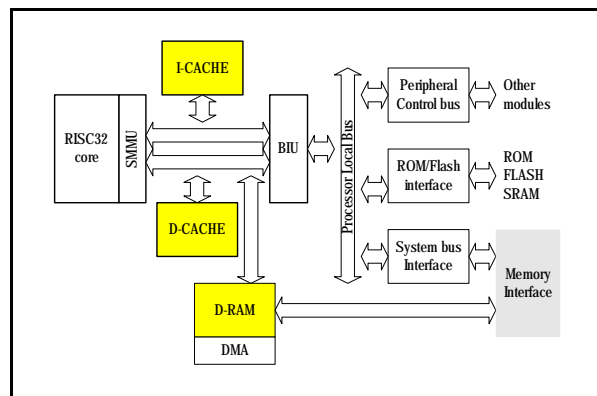 I-CACHE
RISC32
core
SMMU
BIU
D-CACHE
D-RAM
DMA
Processor Local Bus
Peripheral
Control bus
Other
modules
ROM/Flash
interface
ROM
FLASH
SRAM
System bus
Interface
Memory
Interface